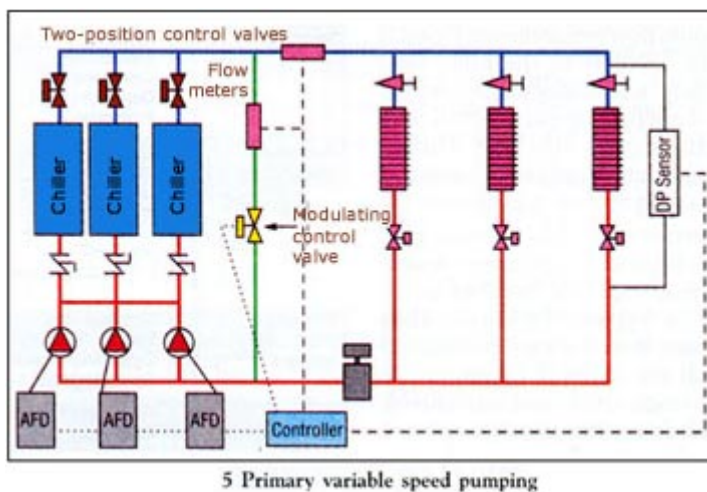 Two-position control valves
Flow
meters
Chiller
Chiller
Chiller
DP Sensor
Modulating
control
valve
AFD
AFD
AFD
Controller
5 Primary variable speed pumping